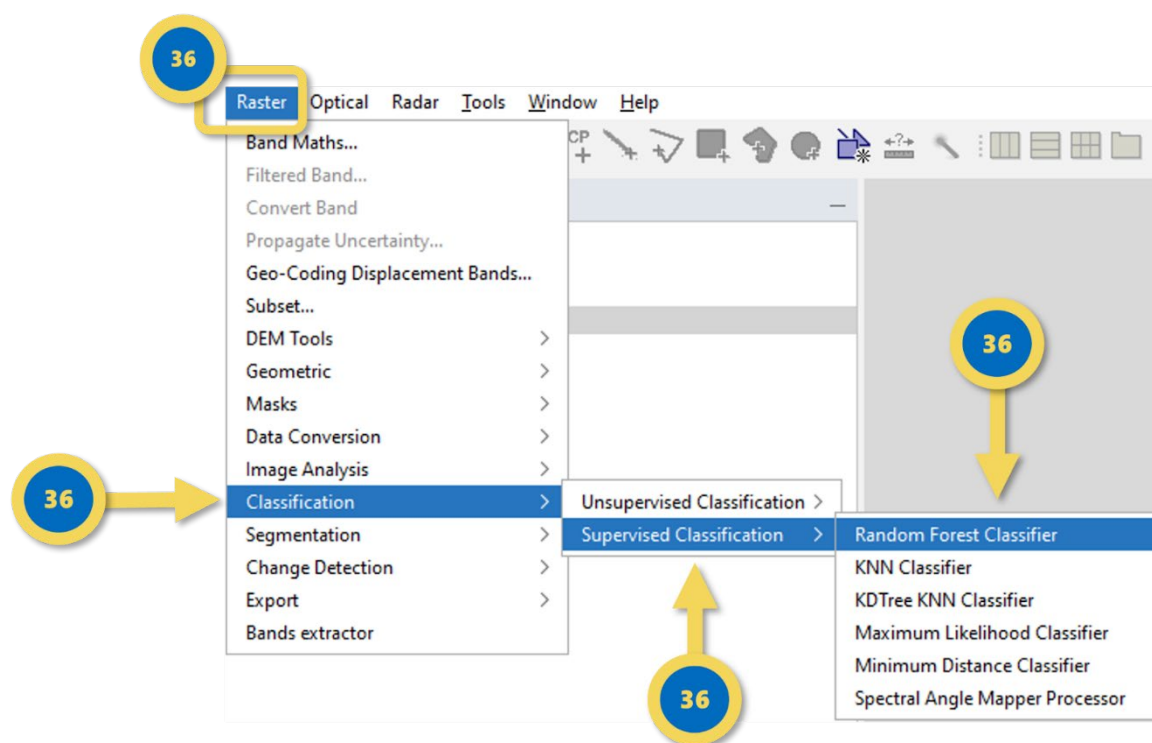 36
Raster Optical Radar Tools Window Help
Band Maths...
CP
Filtered Band...
Convert Band
Propagate Uncertainty...
Geo-Coding Displacement Bands...
Subset...
DEM Tools
36
Geometric
Masks
Data Conversion
Image Analysis
36
Classification
Unsupervised Classification
Segmentation
Supervised Classification
Random Forest Classifier
Change Detection
KNN Classifier
Export
KDTree KNN Classifier
Bands extractor
Maximum Likelihood Classifier
Minimum Distance Classifier
36
Spectral Angle Mapper Processor